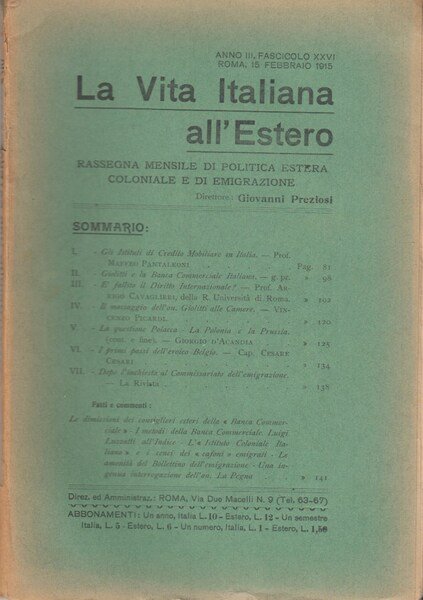 ANNO III, FASCICOLO XXVI
ROMA, 15 FEBBRAIO 1915
La Vita Italiana
all'Estero
RASSEGNA MENSILE DI POLITICA ESTERA
COLONIALE E DI EMIGRAZIONE
Direttore: Giovanni Preziosi
SOMMARIO:
I. - Gli Istituti di Credito Mobiliare in Italia. — Prof.
MATTEO PANTALEONI . . . . . Pag. 81
II. - Giolitti e la Banca Commerciale Italiana. — g. pr. » 98
III. - E' fallito il Diritto Internazionale? — Prof. AR-
RIGO CAVAGLIERI, della R. Università di Roma. » 102
IV. - Il messaggio dell'on. Giolitti alle Camere. — VIN-
CENZO PICARDI. . . . . . » 120
V. - La questione Polacca - La Polonia e la Prussia.
(cont. e fine). — GIORGIO D'ACANDIA . . » 125
VI. - I primi passi dell'eroico Belgio. — Cap. CESARE
CESARI . . . . . . » 134
VII. - Dopo l'inchiesta al Commissariato dell'emigrazione.
— La Rivista . . . . . . » 138
Fatti e commenti:
Le dimissioni dei consiglieri esteri della « Banca Commer-
ciale » - I metodi della Banca Commerciale. Luigi
Luzzatti all'Indice - L'« Istituto Coloniale Ita-
liano » e i sensi dei « cafoni » emigrati - Le
amenità del Bollettino dell'emigrazione - Una in-
genua interrogazione dell'on. La Pegna . » 141
Direz. ed Amministraz.: ROMA, Via Due Macelli N. 9 (Tel. 63-67)
ABBONAMENTI: Un anno, Italia L. 10 - Estero, L. 12 - Un semestre
Italia, L. 5 - Estero, L. 6 - Un numero, Italia, L. 1 - Estero, L. 1,50